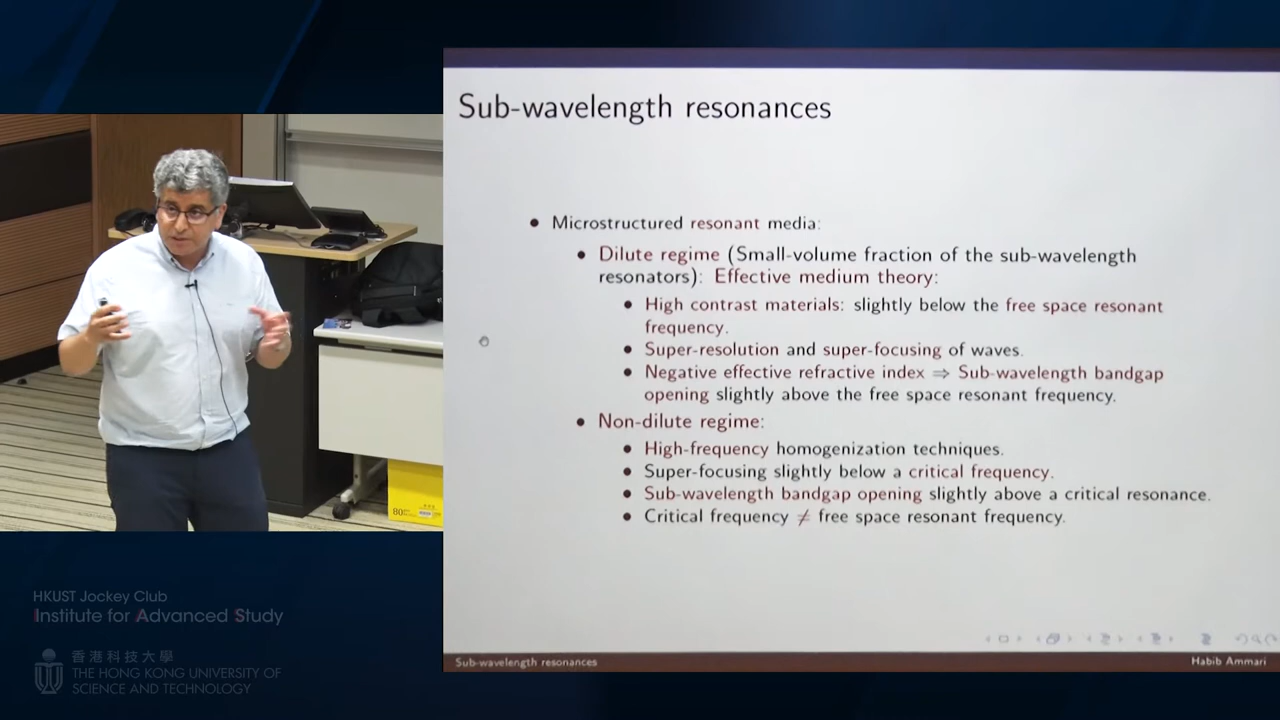 Sub-wavelength resonances
Microstructured resonant media:
Dilute regime (Small-volume fraction of the sub-wavelength
resonators): Effective medium theory:
High contrast materials: slightly below the free space resonant
frequency.
Super-resolution and super-focusing of waves.
Negative effective refractive index ⇒ Sub-wavelength bandgap
opening slightly above the free space resonant frequency.
Non-dilute regime:
High-frequency homogenization techniques.
Super-focusing slightly below a critical frequency.
Sub-wavelength bandgap opening slightly above a critical resonance.
Critical frequency ≠ free space resonant frequency.
Sub-wavelength resonances
Habib Ammari
80
HKUST Jockey Club
Institute for Advanced Study
香港科技大學
THE HONG KONG UNIVERSITY OF
SCIENCE AND TECHNOLOGY